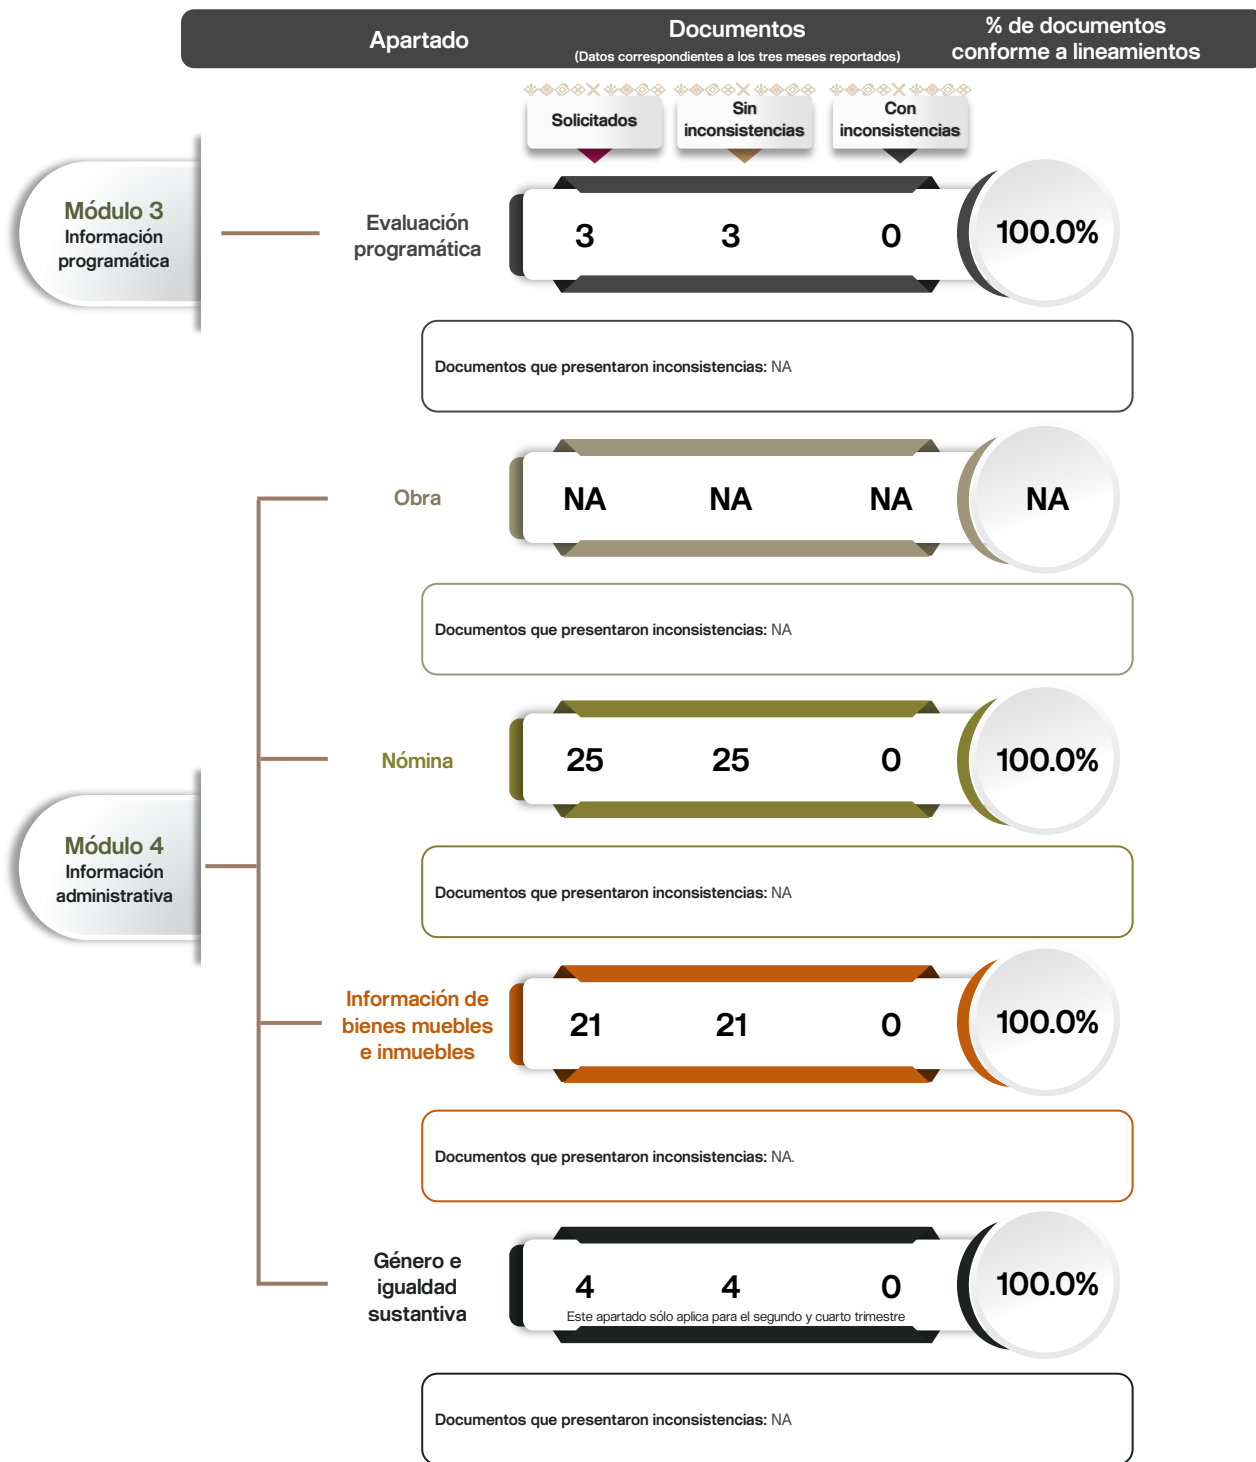 Apartado
Documentos
(Datos correspondientes a los tres meses reportados)
% de documentos
conforme a lineamientos
Solicitados
Sin
inconsistencias
Con
inconsistencias
Módulo 3
Información
programática
Evaluación
programática
3 3 0 100.0%
Documentos que presentaron inconsistencias: NA
Obra
NA NA NA NA
Documentos que presentaron inconsistencias: NA
Nómina
25 25 0 100.0%
Documentos que presentaron inconsistencias: NA
Módulo 4
Información
administrativa
Información de
bienes muebles
e inmuebles
21 21 0 100.0%
Documentos que presentaron inconsistencias: NA.
Género e
igualdad
sustantiva
4 4 0 100.0%
Este apartado sólo aplica para el segundo y cuarto trimestre
Documentos que presentaron inconsistencias: NA